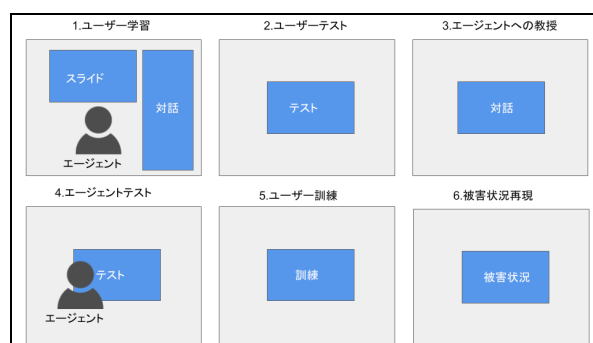 1.ユーザー学習
スライド
対話
エージェント
2.ユーザーテスト
テスト
3.エージェントへの教授
対話
4.エージェントテスト
テスト
エージェント
5.ユーザー訓練
訓練
6.被害状況再現
被害状況